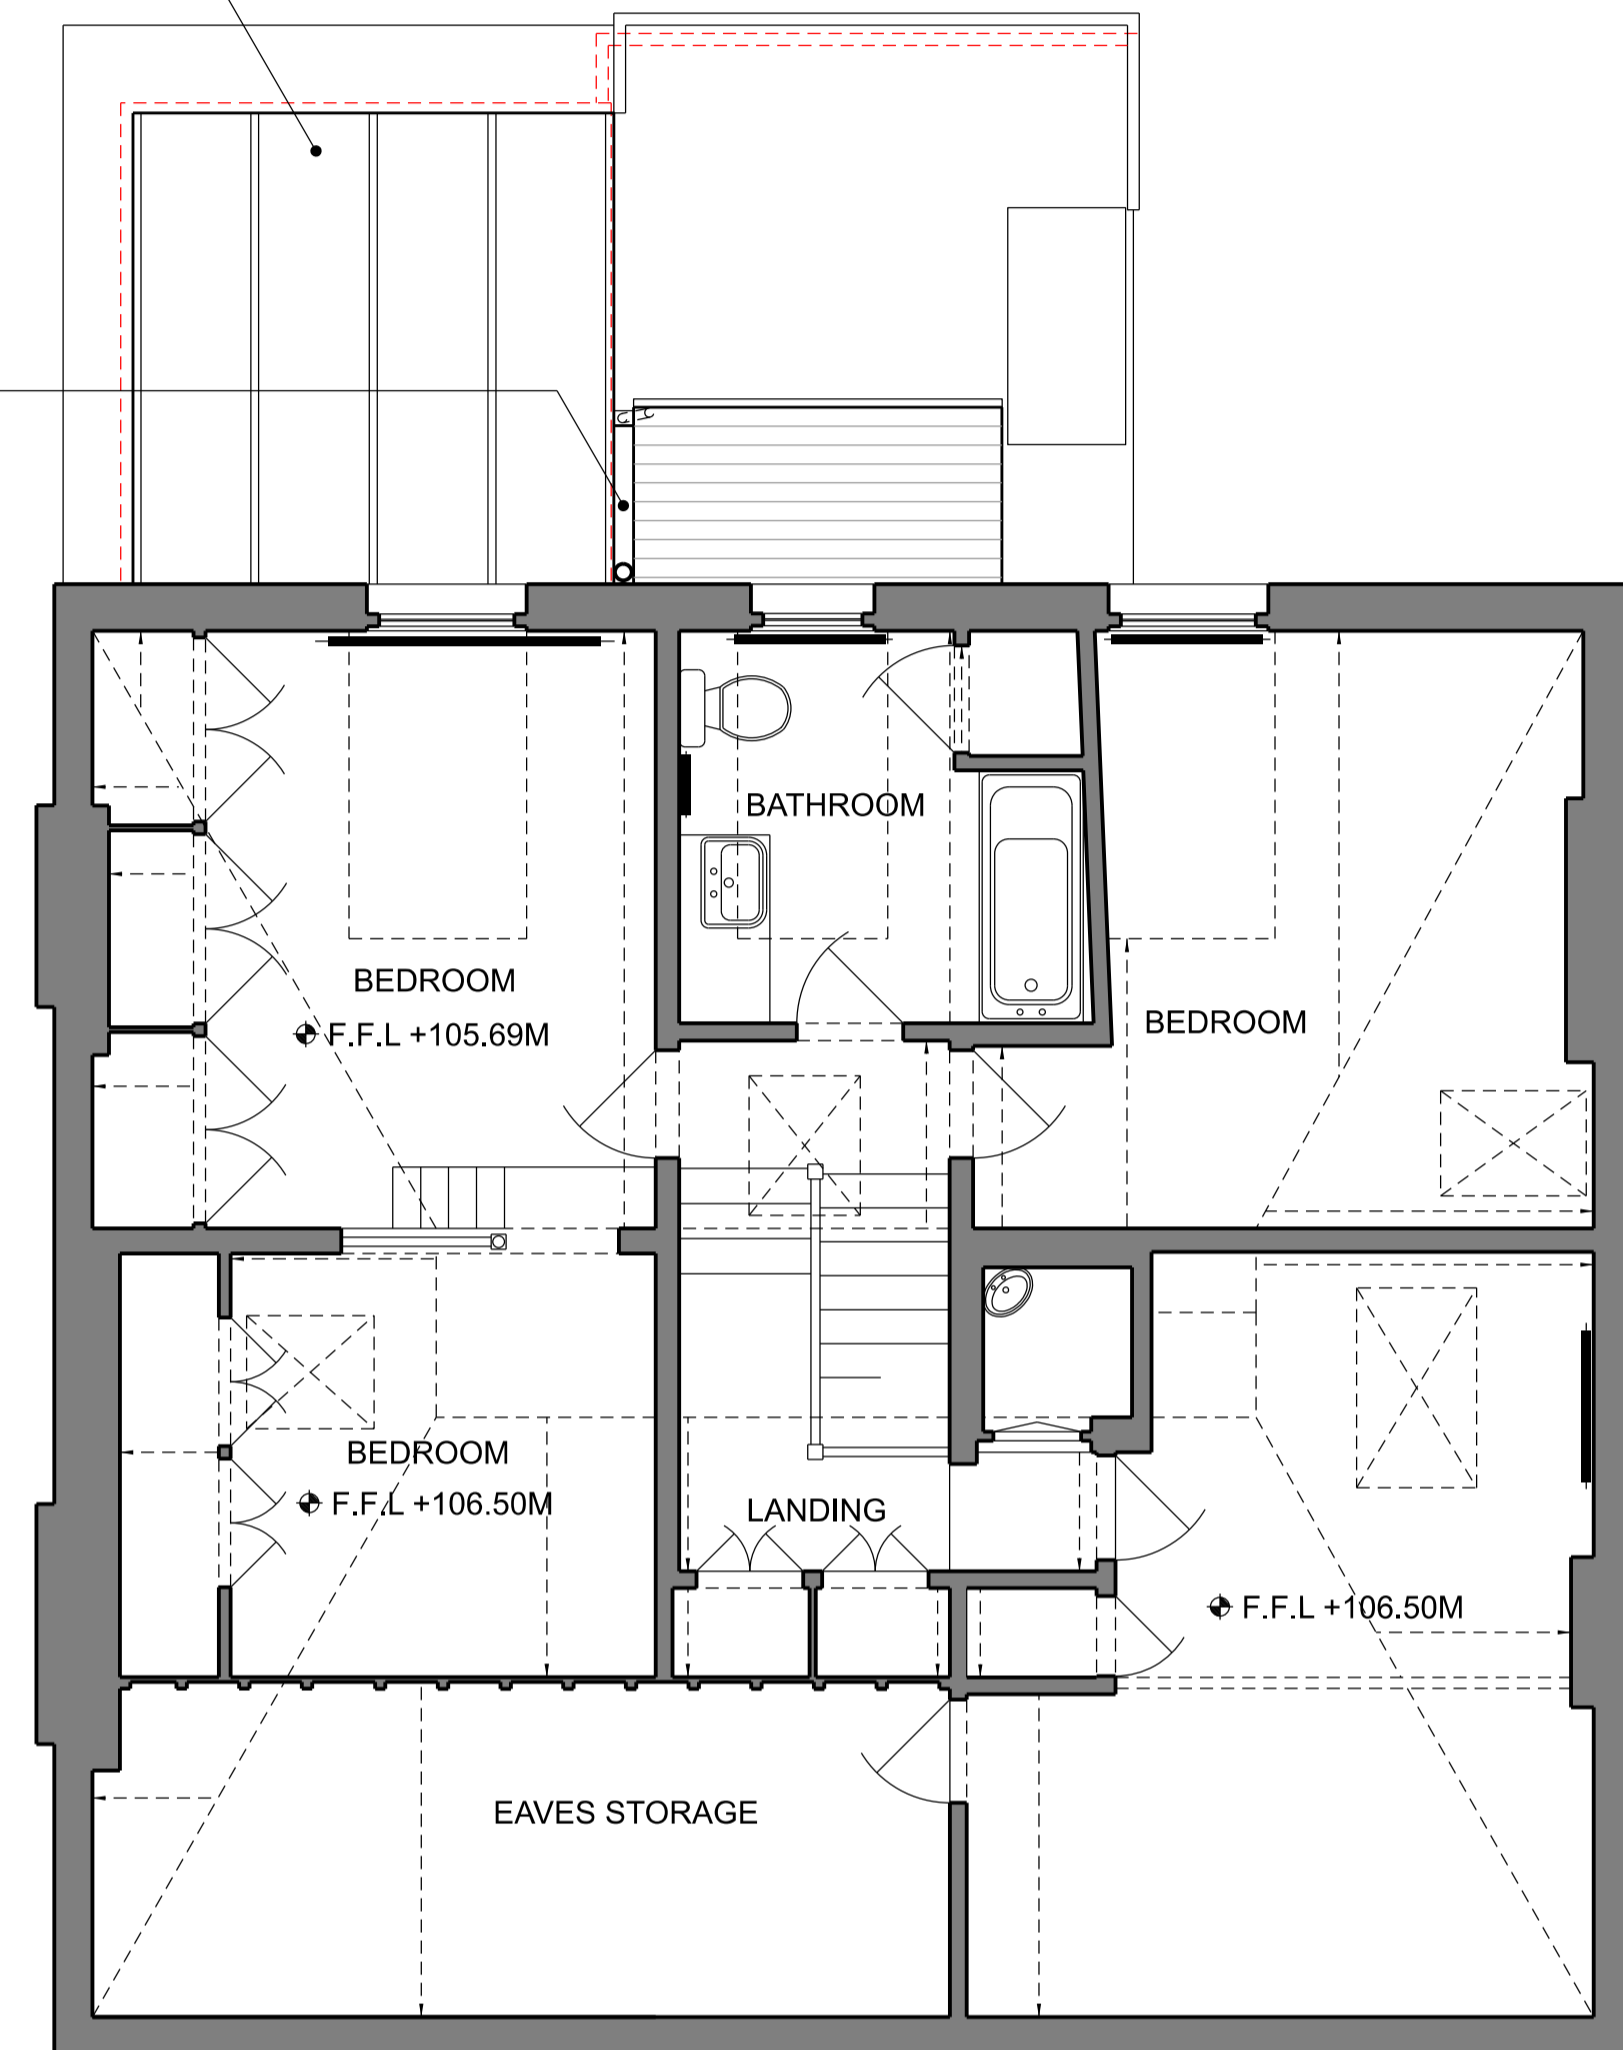 BATHROOM
BEDROOM
F.F.L +105.69M
BEDROOM
BEDROOM
F.F.L +106.50M
LANDING
F.F.L +106.50M
EAVES STORAGE